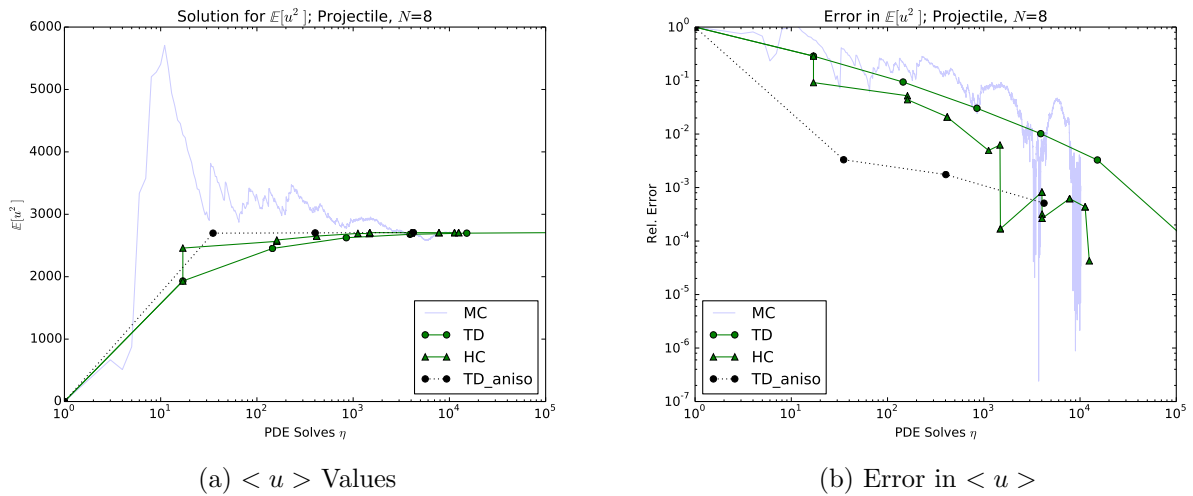 Solution for 𝔼[u²]; Projectile, N=8
6000
5000
4000
3000
2000
1000
0
𝔼[u²]
10⁰ 10¹ 10² 10³ 10⁴ 10⁵
PDE Solves η
MC
TD
HC
TD_aniso
(a) < u > Values
Error in 𝔼[u²]; Projectile, N=8
10⁰
10⁻¹
10⁻²
10⁻³
10⁻⁴
10⁻⁵
10⁻⁶
10⁻⁷
Rel. Error
10⁰ 10¹ 10² 10³ 10⁴ 10⁵
PDE Solves η
MC
TD
HC
TD_aniso
(b) Error in < u >